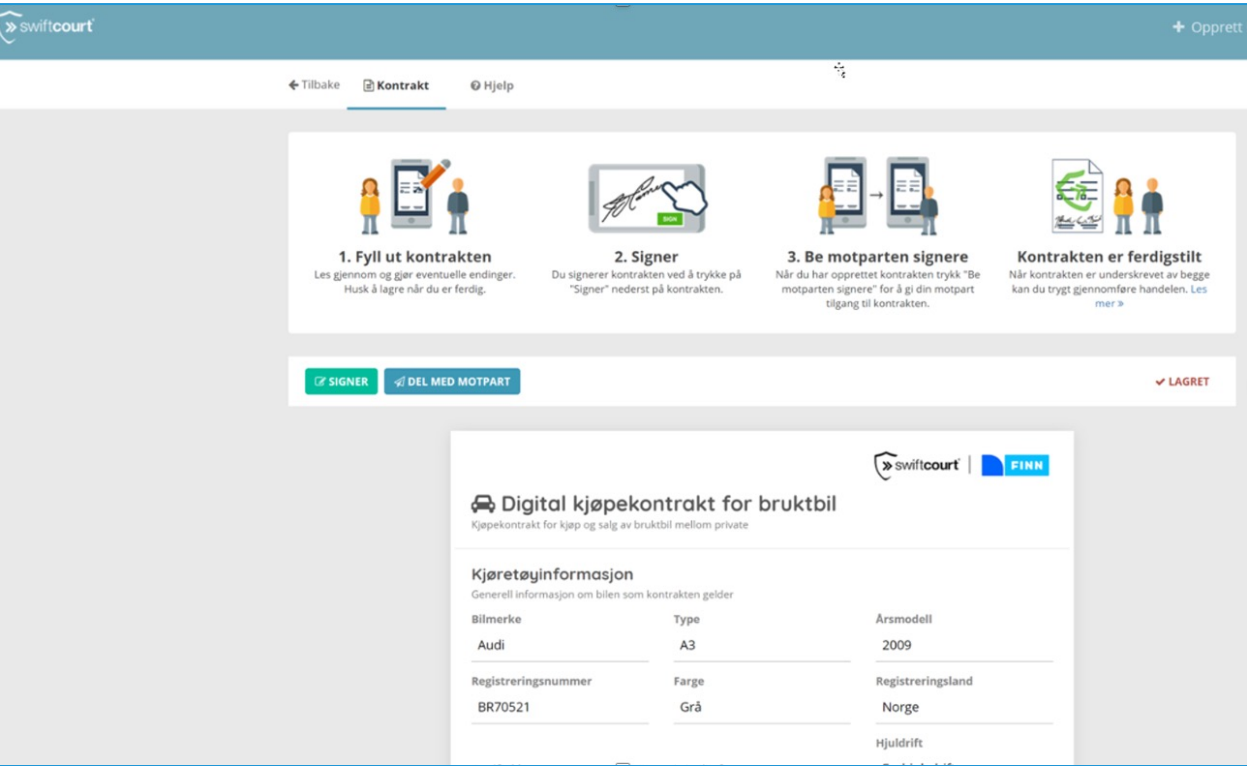 swiftcourt
Opprett
Tilbake
Kontrakt
Hjelp
SIGN
1. Fyll ut kontrakten
Les gjennom og gjør eventuelle endinger.
Husk å lagre når du er ferdig.
2. Signer
Du signerer kontrakten ved å trykke på
"Signer" nederst på kontrakten.
3. Be motparten signere
Når du har opprettet kontrakten trykk "Be
motparten signere" for å gi din motpart
tilgang til kontrakten.
Kontrakten er ferdigstilt
Når kontrakten er underskrevet av begge
kan du trygt gjennomføre handelen. Les
mer »
SIGNER
DEL MED MOTPART
LAGRET
swiftcourt | FINN
Digital kjøpekontrakt for bruktbil
Kjøpekontrakt for kjøp og salg av bruktbil mellom private
Kjøretøyinformasjon
Generell informasjon om bilen som kontrakten gelder
Bilmerke Type Årsmodell
Audi A3 2009
Registreringsnummer Farge Registreringsland
BR70521 Grå Norge
Hjuldrift